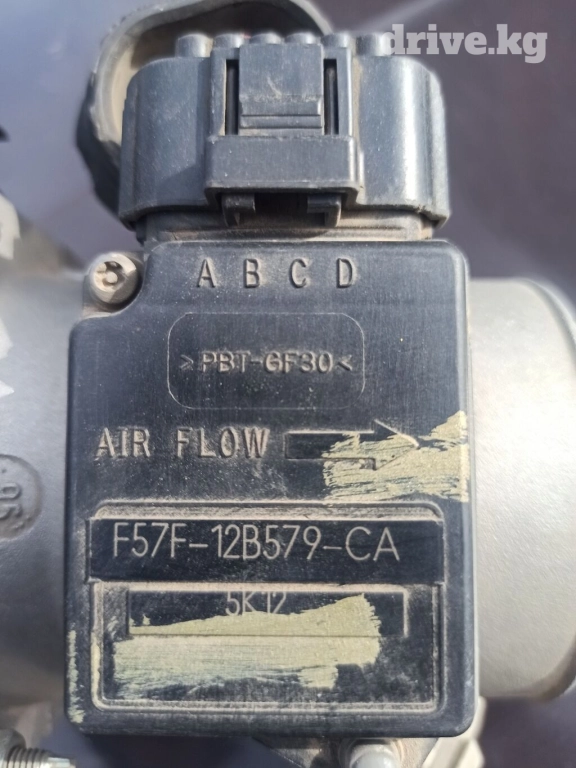 drive.kg
A B C D
>PBT-GF30<
AIR FLOW
F57F-12B579-CA
5K12